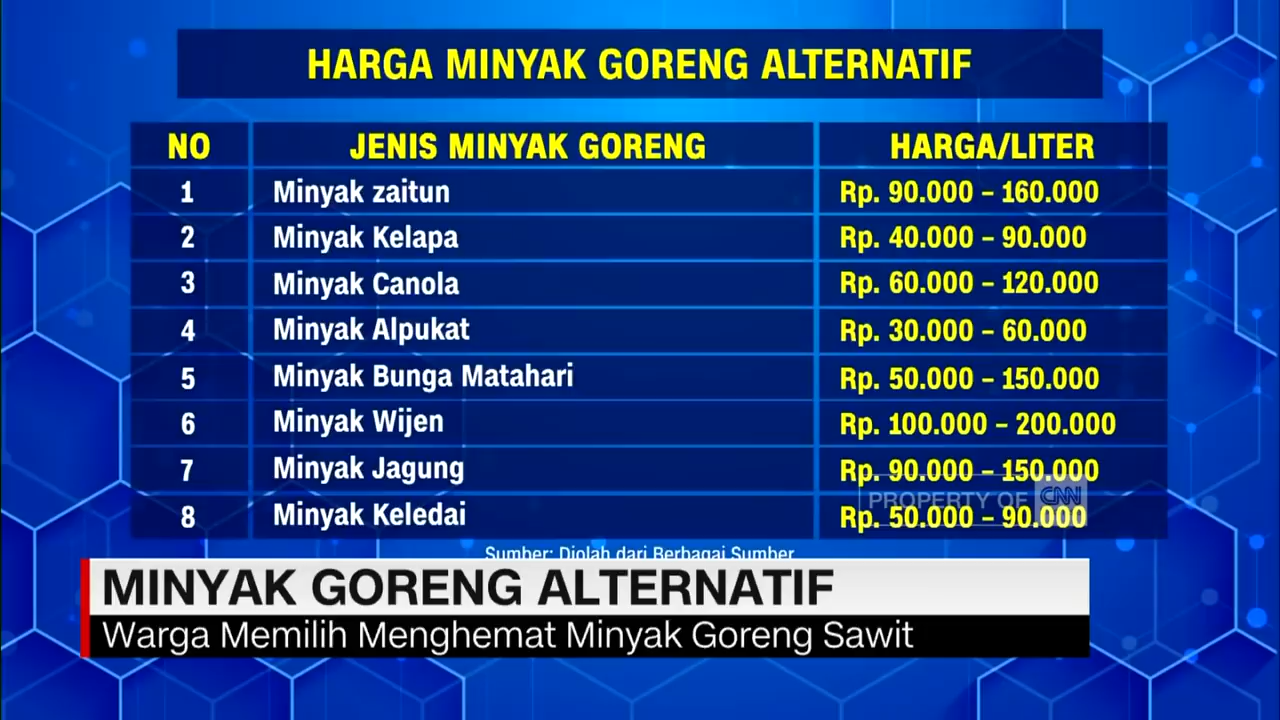 HARGA MINYAK GORENG ALTERNATIF
NO JENIS MINYAK GORENG HARGA/LITER
1 Minyak zaitun Rp. 90.000 – 160.000
2 Minyak Kelapa Rp. 40.000 – 90.000
3 Minyak Canola Rp. 60.000 – 120.000
4 Minyak Alpukat Rp. 30.000 – 60.000
5 Minyak Bunga Matahari Rp. 50.000 – 150.000
6 Minyak Wijen Rp. 100.000 – 200.000
7 Minyak Jagung Rp. 90.000 – 150.000
PROPERTY OF CNN
8 Minyak Keledai Rp. 50.000 – 90.000
Sumber: Diolah dari Berbagai Sumber
MINYAK GORENG ALTERNATIF
Warga Memilih Menghemat Minyak Goreng Sawit